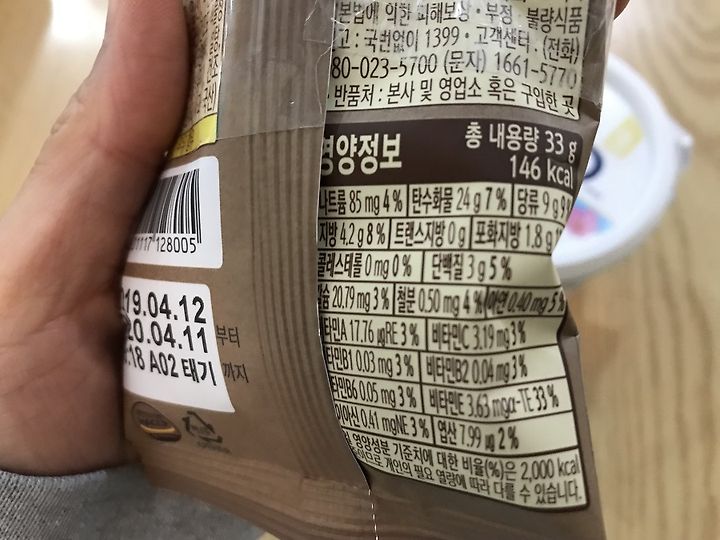 본법에 의한 피해보상 • 부정 • 불량식품
고 : 국번없이 1399 • 고객센터 : (전화)
80-023-5700 (문자) 1661-5770
반품처 : 본사 및 영업소 혹은 구입한 곳
영양정보
총 내용량 33 g
146 kcal
나트륨 85 mg 4 % 탄수화물 24 g 7 % 당류 9 g 9
지방 4.2 g 8 % 트랜스지방 0 g 포화지방 1.8 g
콜레스테롤 0 mg 0 % 단백질 3 g 5 %
칼슘 20.79 mg 3 % 철분 0.50 mg 4 % 아연 0.40 mg 5 %
비타민A 17.76 ㎍RE 3 % 비타민C 3.19 mg 3 %
비타민B1 0.03 mg 3 % 비타민B2 0.04 mg 3 %
비타민B6 0.05 mg 3 % 비타민E 3.63 mgα-TE 33 %
나이아신 0.41 mgNE 3 % 엽산 7.99 ㎍ 2 %
영양성분 기준치에 대한 비율(%)은 2,000 kcal
이므로 개인의 필요 열량에 따라 다를 수 있습니다.
01117 128005
19.04.12
20.04.11 부터
:18 A02 태기 까지